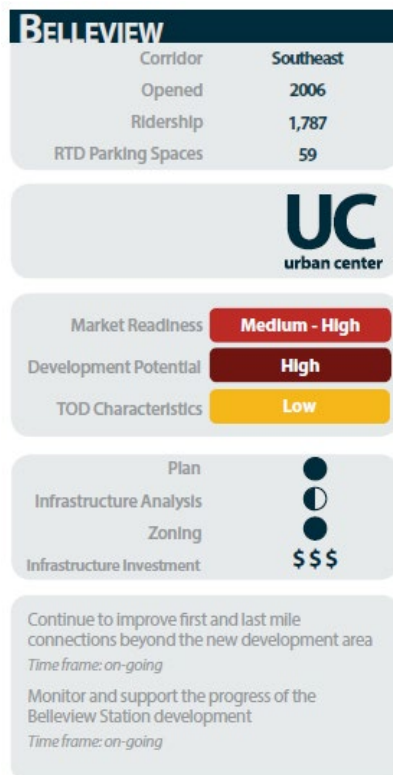 BELLEVIEW
Corridor Southeast
Opened 2006
Ridership 1,787
RTD Parking Spaces 59
UC
urban center
Market Readiness Medium - High
Development Potential High
TOD Characteristics Low
Plan
Infrastructure Analysis
Zoning
Infrastructure Investment $$$
Continue to improve first and last mile
connections beyond the new development area
Time frame: on-going
Monitor and support the progress of the
Belleview Station development
Time frame: on-going